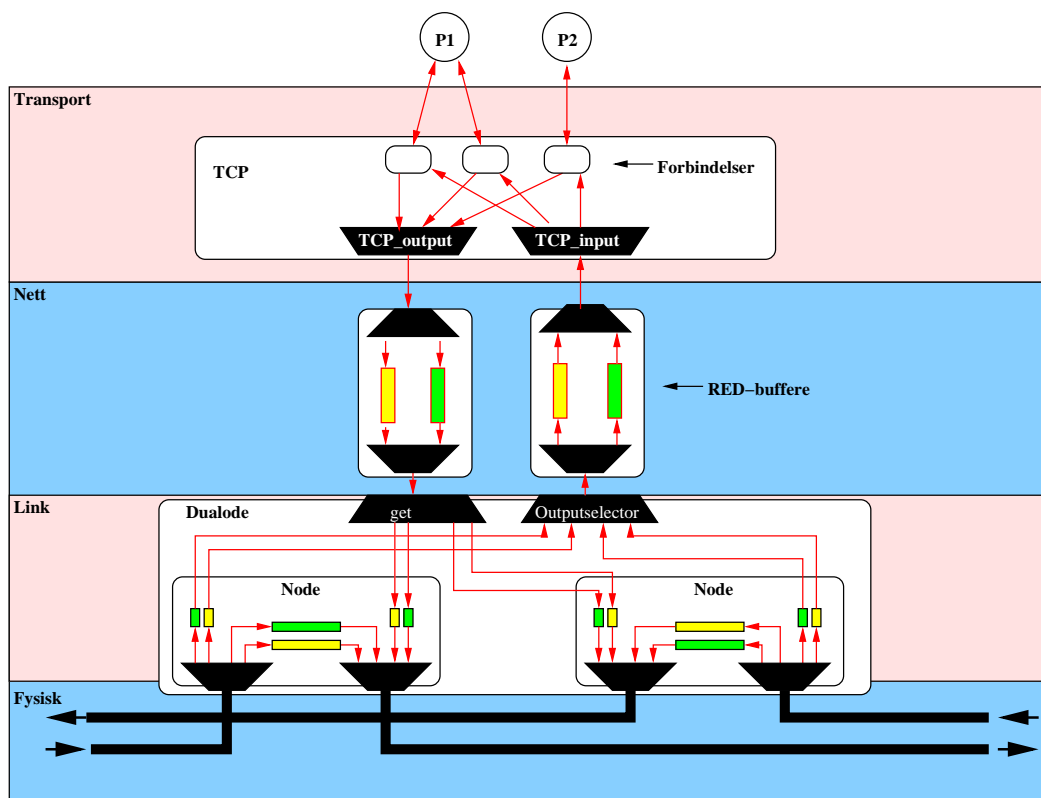 P1
P2
Transport
TCP
Forbindelser
TCP_output
TCP_input
Nett
RED−buffere
Link
Dualode
get
Outputselector
Node
Node
Fysisk